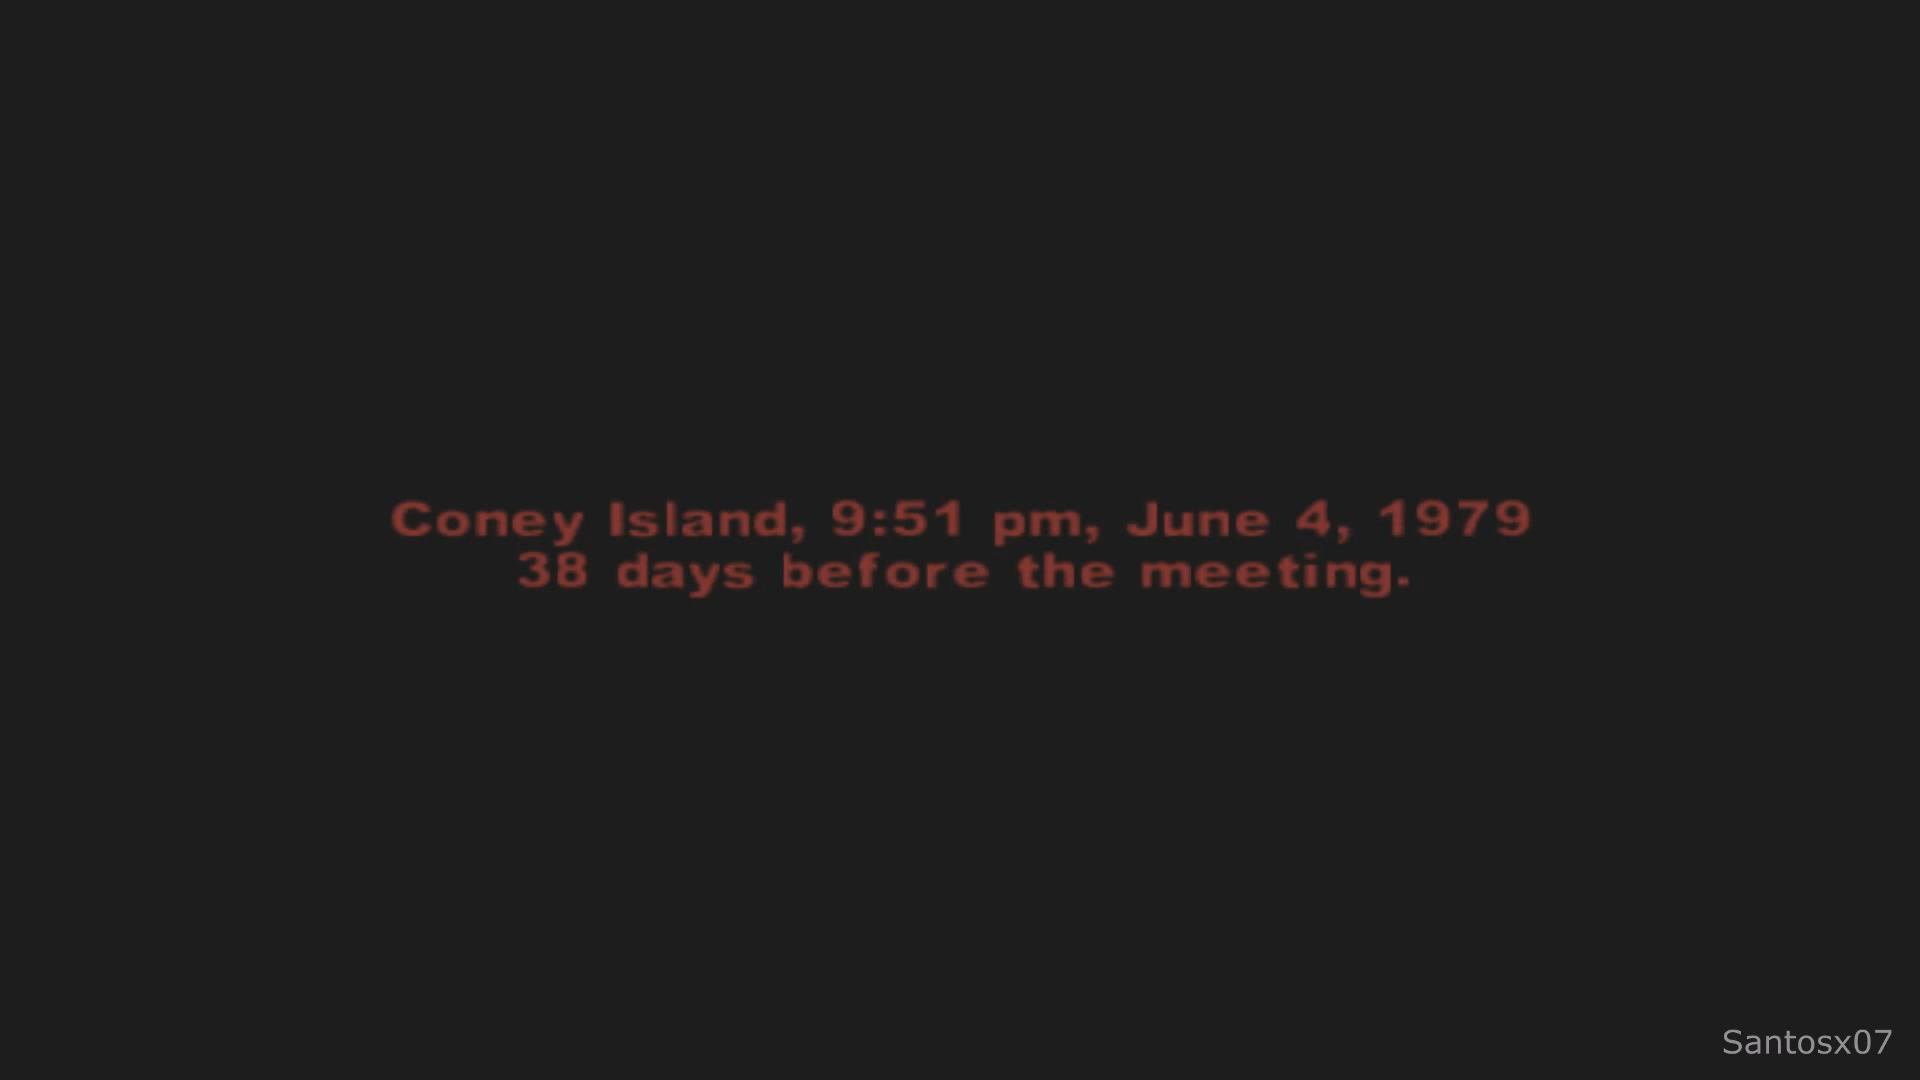 Coney Island, 9:51 pm, June 4, 1979
38 days before the meeting.
Santosx07